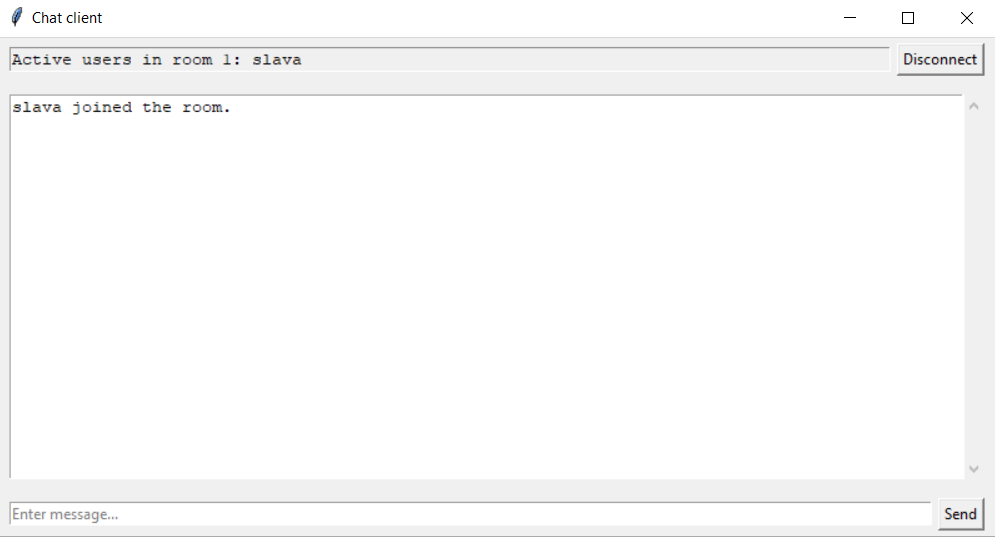 Chat client
Active users in room 1: slava
Disconnect
slava joined the room.
Enter message...
Send